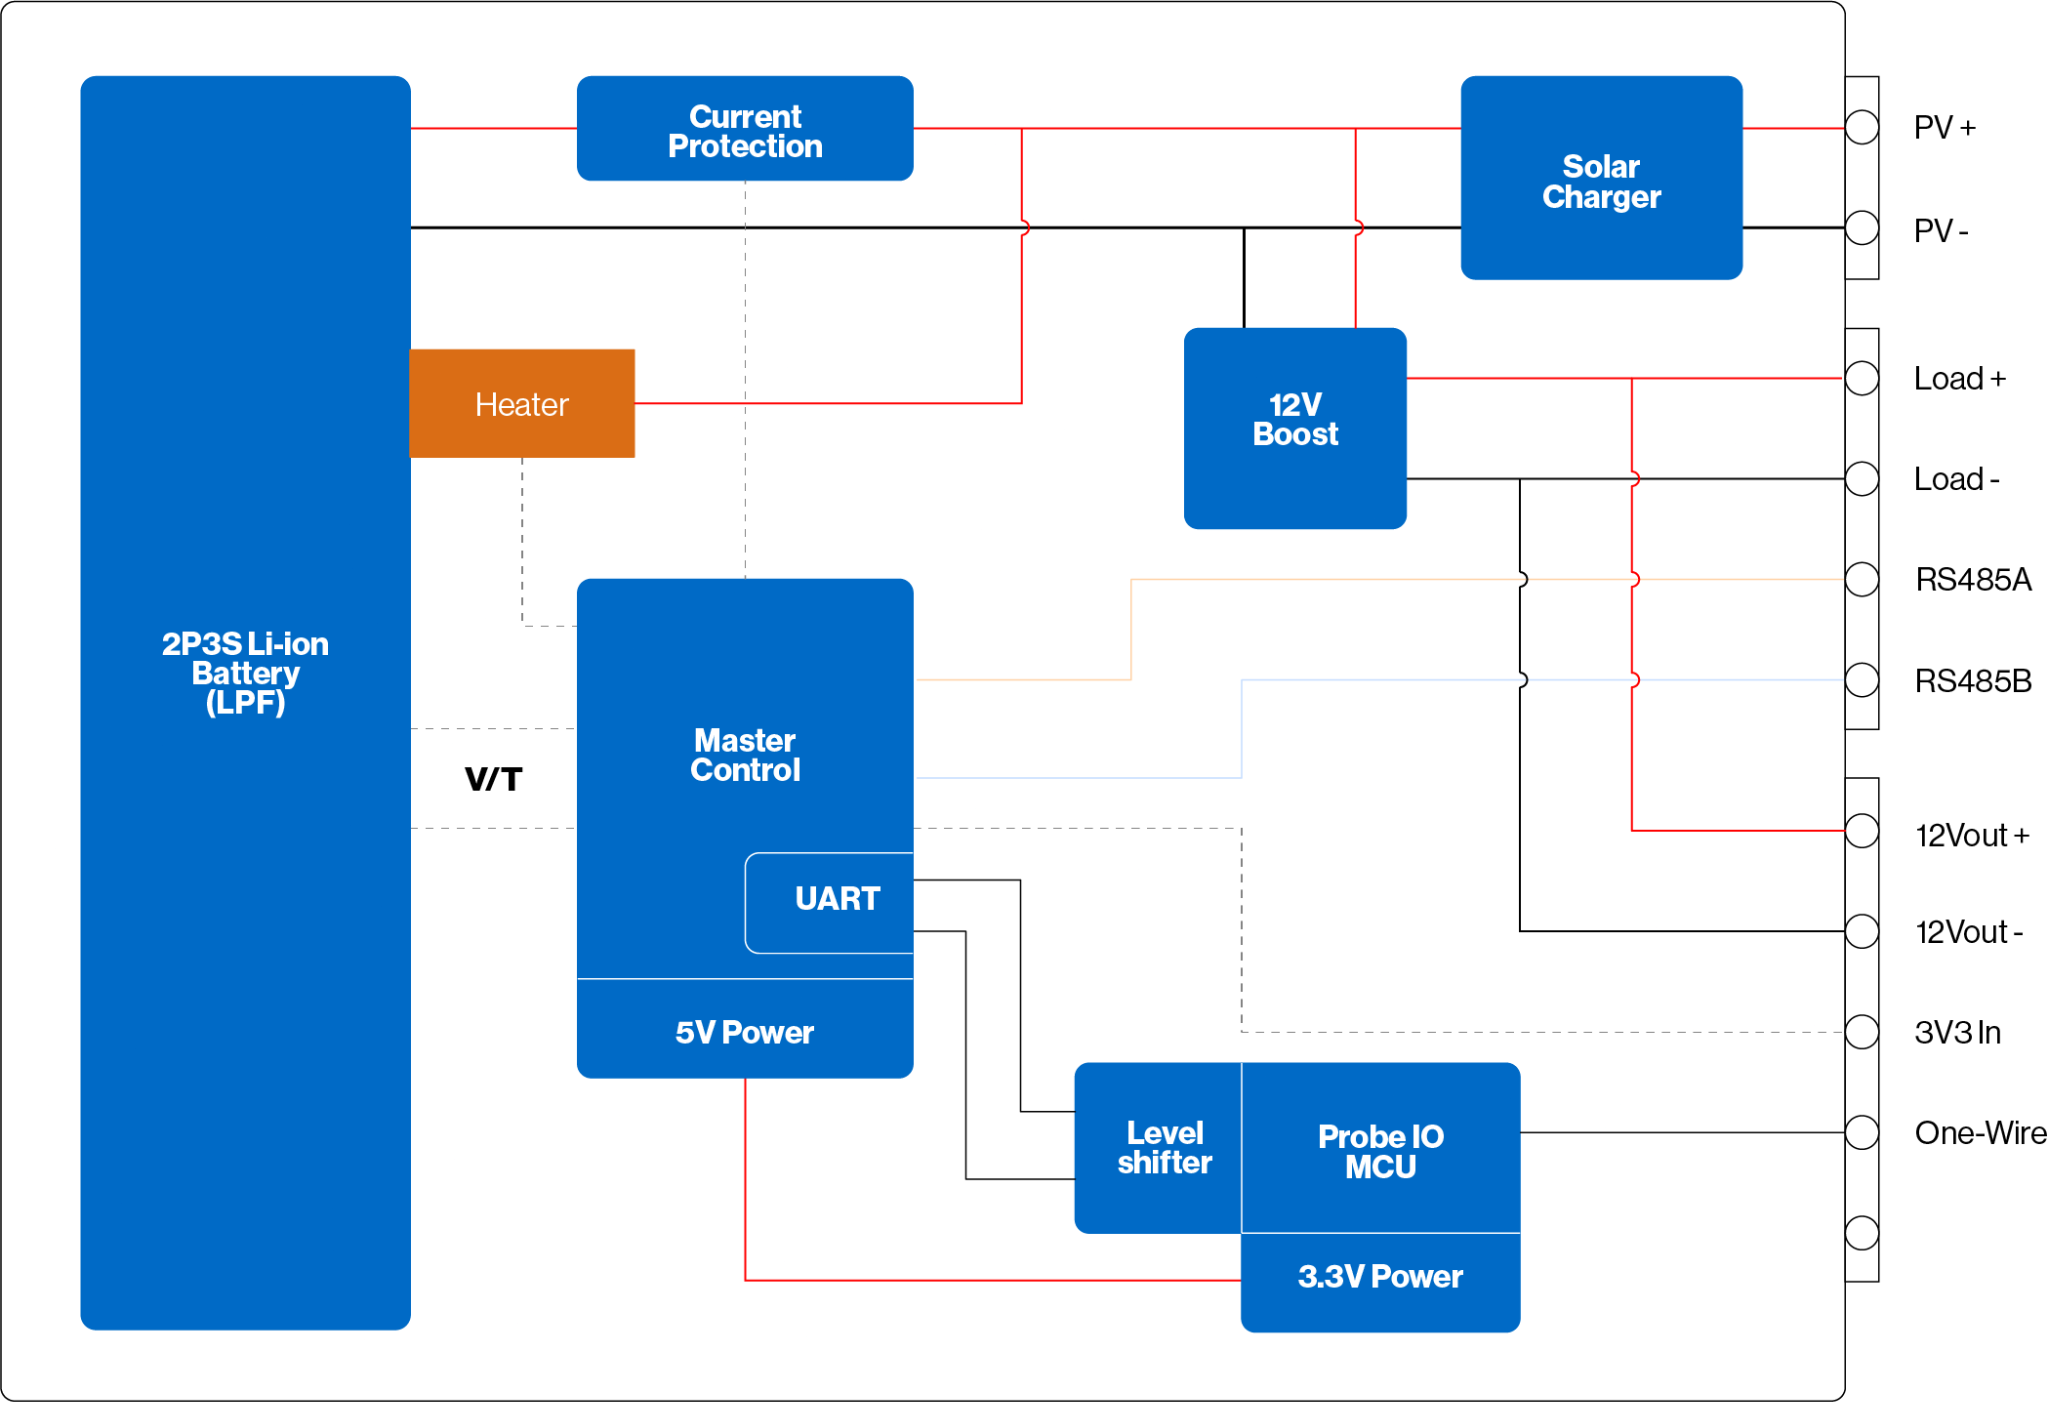 Current
Protection
Solar
Charger
PV +
PV -
Heater
12V
Boost
Load +
Load -
RS485A
RS485B
2P3S Li-ion
Battery
(LPF)
V/T
Master
Control
UART
5V Power
12Vout +
12Vout -
3V3 In
One-Wire
Level
shifter
Probe IO
MCU
3.3V Power